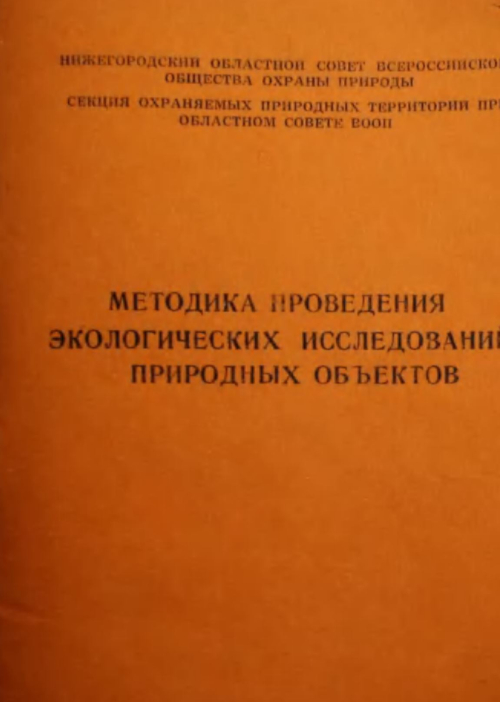 НИЖЕГОРОДСКИЙ ОБЛАСТНОЙ СОВЕТ ВСЕРОССИЙСКО
ОБЩЕСТВА ОХРАНЫ ПРИРОДЫ
СЕКЦИЯ ОХРАНЯЕМЫХ ПРИРОДНЫХ ТЕРРИТОРИЙ ПР
ОБЛАСТНОМ СОВЕТЕ ВООП
МЕТОДИКА ПРОВЕДЕНИЯ
ЭКОЛОГИЧЕСКИХ ИССЛЕДОВАНИ
ПРИРОДНЫХ ОБЪЕКТОВ